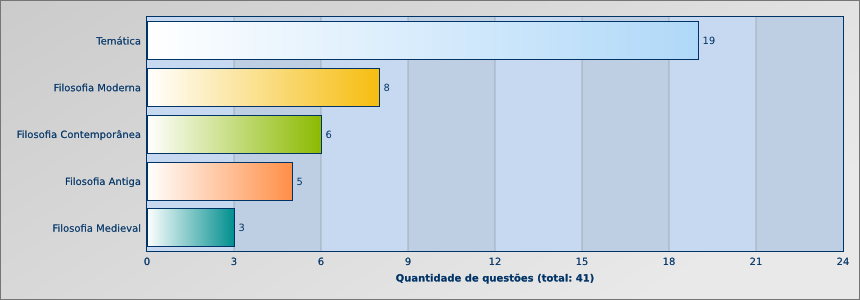 Temática
19
Filosofia Moderna
8
Filosofia Contemporânea
6
Filosofia Antiga
5
Filosofia Medieval
3
0 3 6 9 12 15 18 21 24
Quantidade de questões (total: 41)